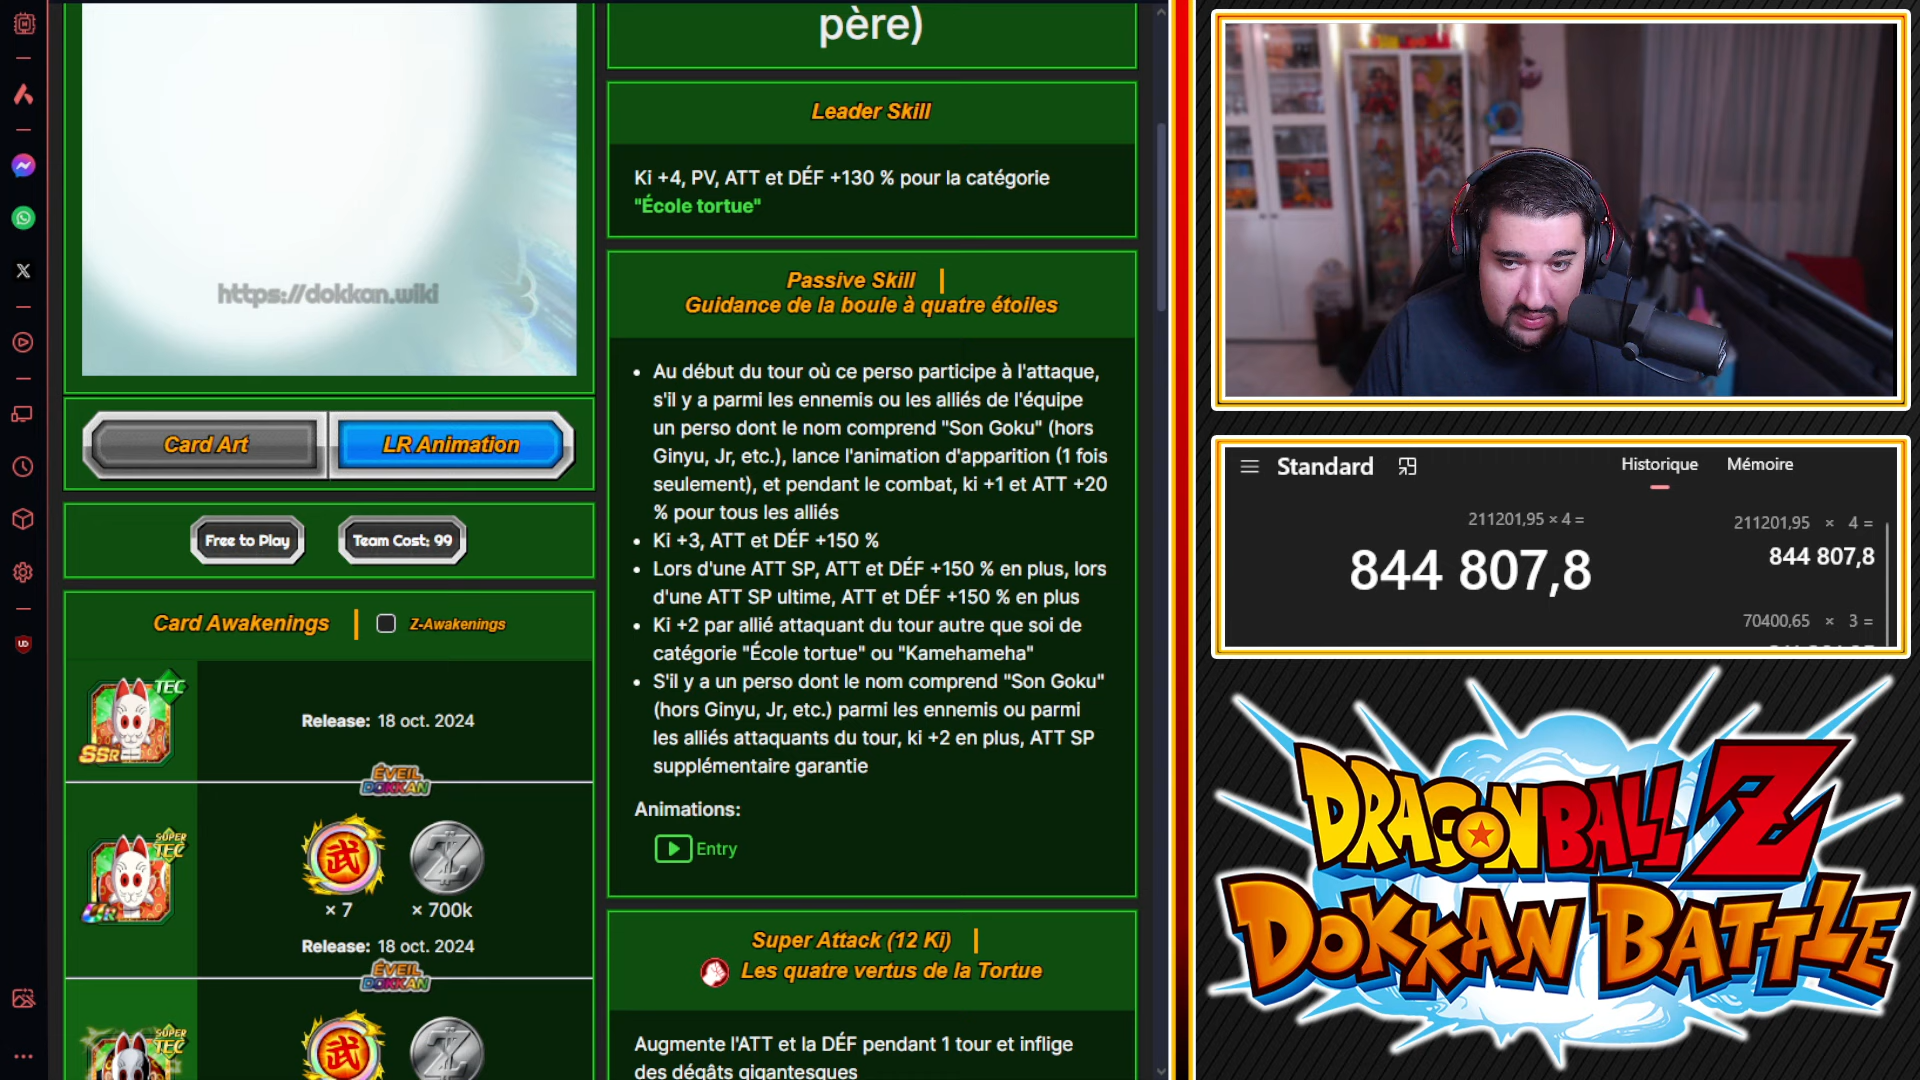 père)
Leader Skill
Ki +4, PV, ATT et DÉF +130 % pour la catégorie
"École tortue"
Passive Skill
Guidance de la boule à quatre étoiles
Au début du tour où ce perso participe à l'attaque,
s'il y a parmi les ennemis ou les alliés de l'équipe
un perso dont le nom comprend "Son Goku" (hors
Ginyu, Jr, etc.), lance l'animation d'apparition (1 fois
seulement), et pendant le combat, ki +1 et ATT +20
% pour tous les alliés
Ki +3, ATT et DÉF +150 %
Lors d'une ATT SP, ATT et DÉF +150 % en plus, lors
d'une ATT SP ultime, ATT et DÉF +150 % en plus
Ki +2 par allié attaquant du tour autre que soi de
catégorie "École tortue" ou "Kamehameha"
S'il y a un perso dont le nom comprend "Son Goku"
(hors Ginyu, Jr, etc.) parmi les ennemis ou parmi
les alliés attaquants du tour, ki +2 en plus, ATT SP
supplémentaire garantie
Animations:
Entry
Super Attack (12 Ki)
Les quatre vertus de la Tortue
Augmente l'ATT et la DÉF pendant 1 tour et inflige
des dégâts gigantesques
https://dokkan.wiki
Card Art
LR Animation
Free to Play
Team Cost: 99
Card Awakenings
Z-Awakenings
TEC
SSR
Release: 18 oct. 2024
ÉVEIL
DOKKAN
SUPER
TEC
UR
武
Z
× 7
× 700k
Release: 18 oct. 2024
ÉVEIL
DOKKAN
SUPER
TEC
武
Z
UD
Standard
Historique
Mémoire
211201,95 × 4 =
844 807,8
211201,95 × 4 =
844 807,8
70400,65 × 3 =
DRAGON BALL Z
DOKKAN BATTLE